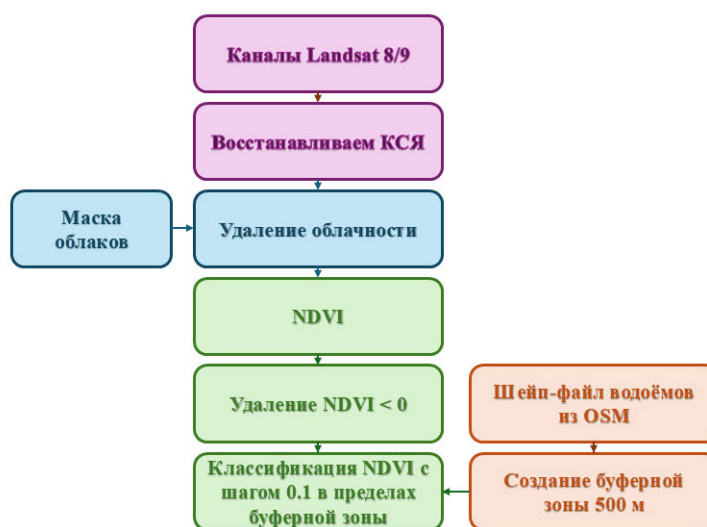 Каналы Landsat 8/9
Восстанавливаем КСЯ
Маска
облаков
Удаление облачности
NDVI
Удаление NDVI < 0
Шейп-файл водоёмов
из OSM
Классификация NDVI с
шагом 0.1 в пределах
буферной зоны
Создание буферной
зоны 500 м